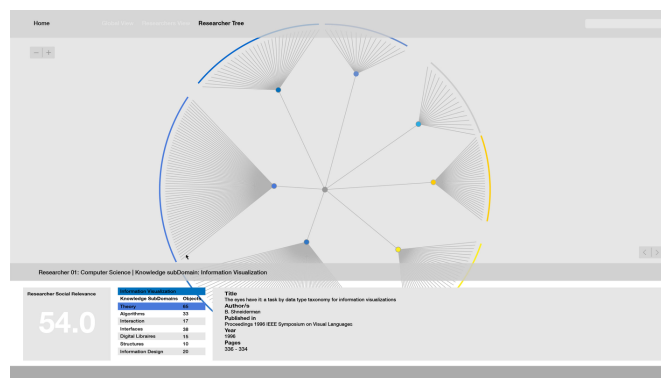 Home
Researcher Tree
− +
< >
Researcher 01: Computer Science | Knowledge subDomain: Information Visualization
Researcher Social Relevance
54.0
Information Visualization
Knowledge SubDomains Objects
Theory
Algorithms 33
Interaction 17
Interfaces 38
Digital Libraries 15
Structures 10
Information Design 20
Title
The eyes have it: a task by data type taxonomy for information visualizations
Author/s
B. Shneiderman
Published in
Proceedings 1996 IEEE Symposium on Visual Languages
Year
1996
Pages
336 - 334